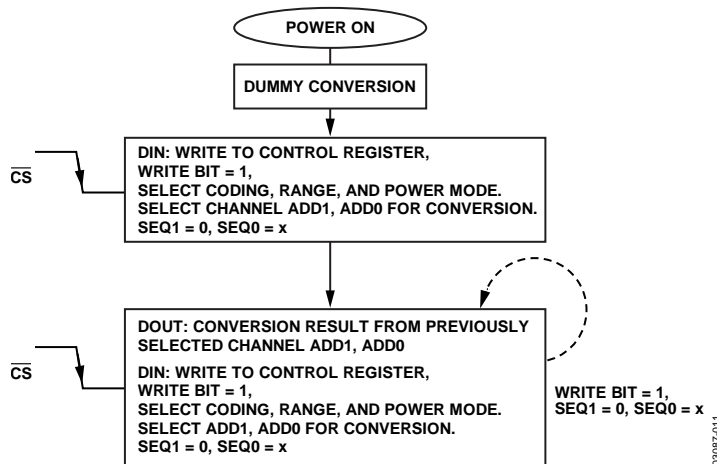 POWER ON
DUMMY CONVERSION
CS
DIN: WRITE TO CONTROL REGISTER,
WRITE BIT = 1,
SELECT CODING, RANGE, AND POWER MODE.
SELECT CHANNEL ADD1, ADD0 FOR CONVERSION.
SEQ1 = 0, SEQ0 = x
CS
DOUT: CONVERSION RESULT FROM PREVIOUSLY
SELECTED CHANNEL ADD1, ADD0
DIN: WRITE TO CONTROL REGISTER,
WRITE BIT = 1,
SELECT CODING, RANGE, AND POWER MODE.
SELECT ADD1, ADD0 FOR CONVERSION.
SEQ1 = 0, SEQ0 = x
WRITE BIT = 1,
SEQ1 = 0, SEQ0 = x
03087-011